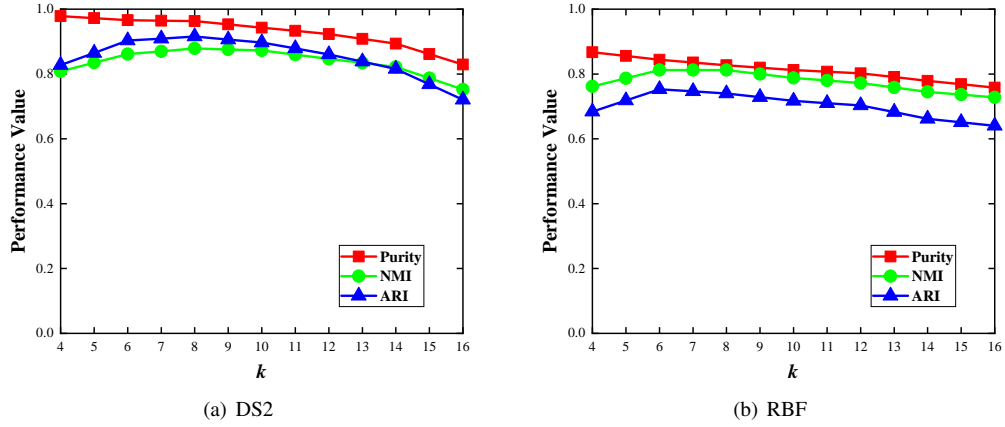 1.0
0.8
0.6
0.4
0.2
0.0
Performance Value
Purity
NMI
ARI
4 5 6 7 8 9 10 11 12 13 14 15 16
k
(a) DS2
1.0
0.8
0.6
0.4
0.2
0.0
Performance Value
Purity
NMI
ARI
4 5 6 7 8 9 10 11 12 13 14 15 16
k
(b) RBF